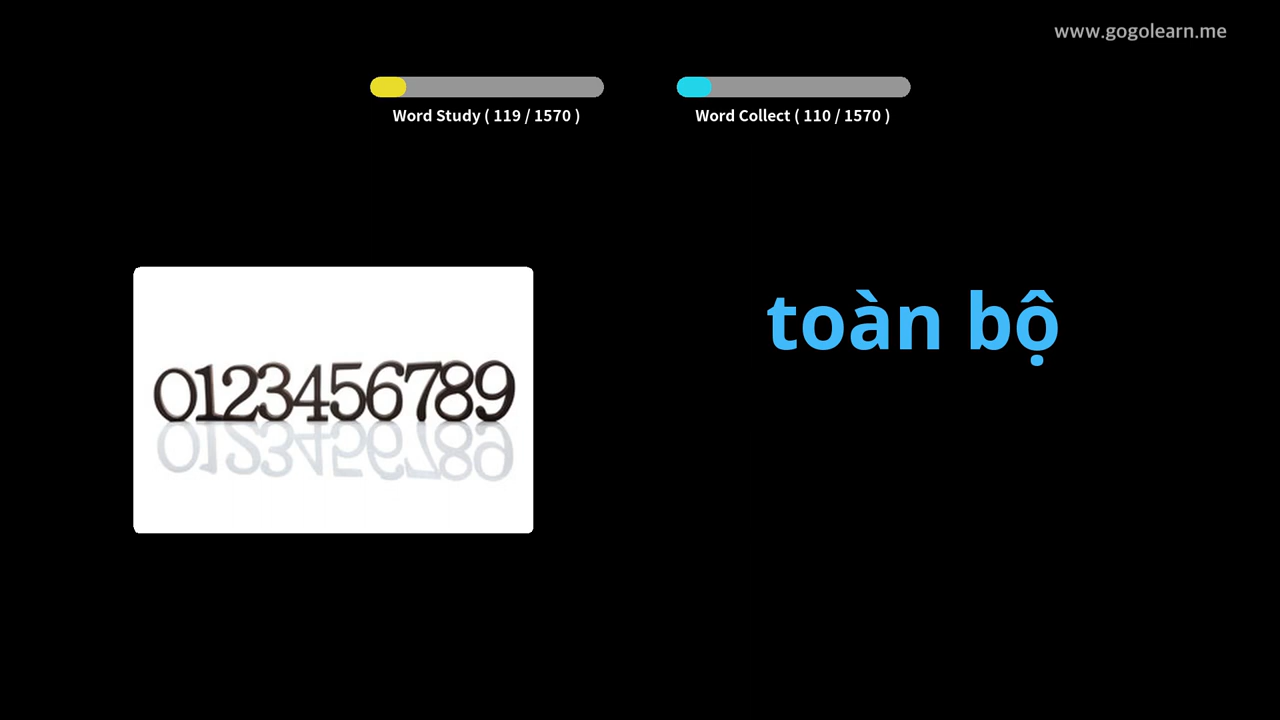 www.gogolearn.me
Word Study ( 119 / 1570 )
Word Collect ( 110 / 1570 )
toàn bộ
0123456789